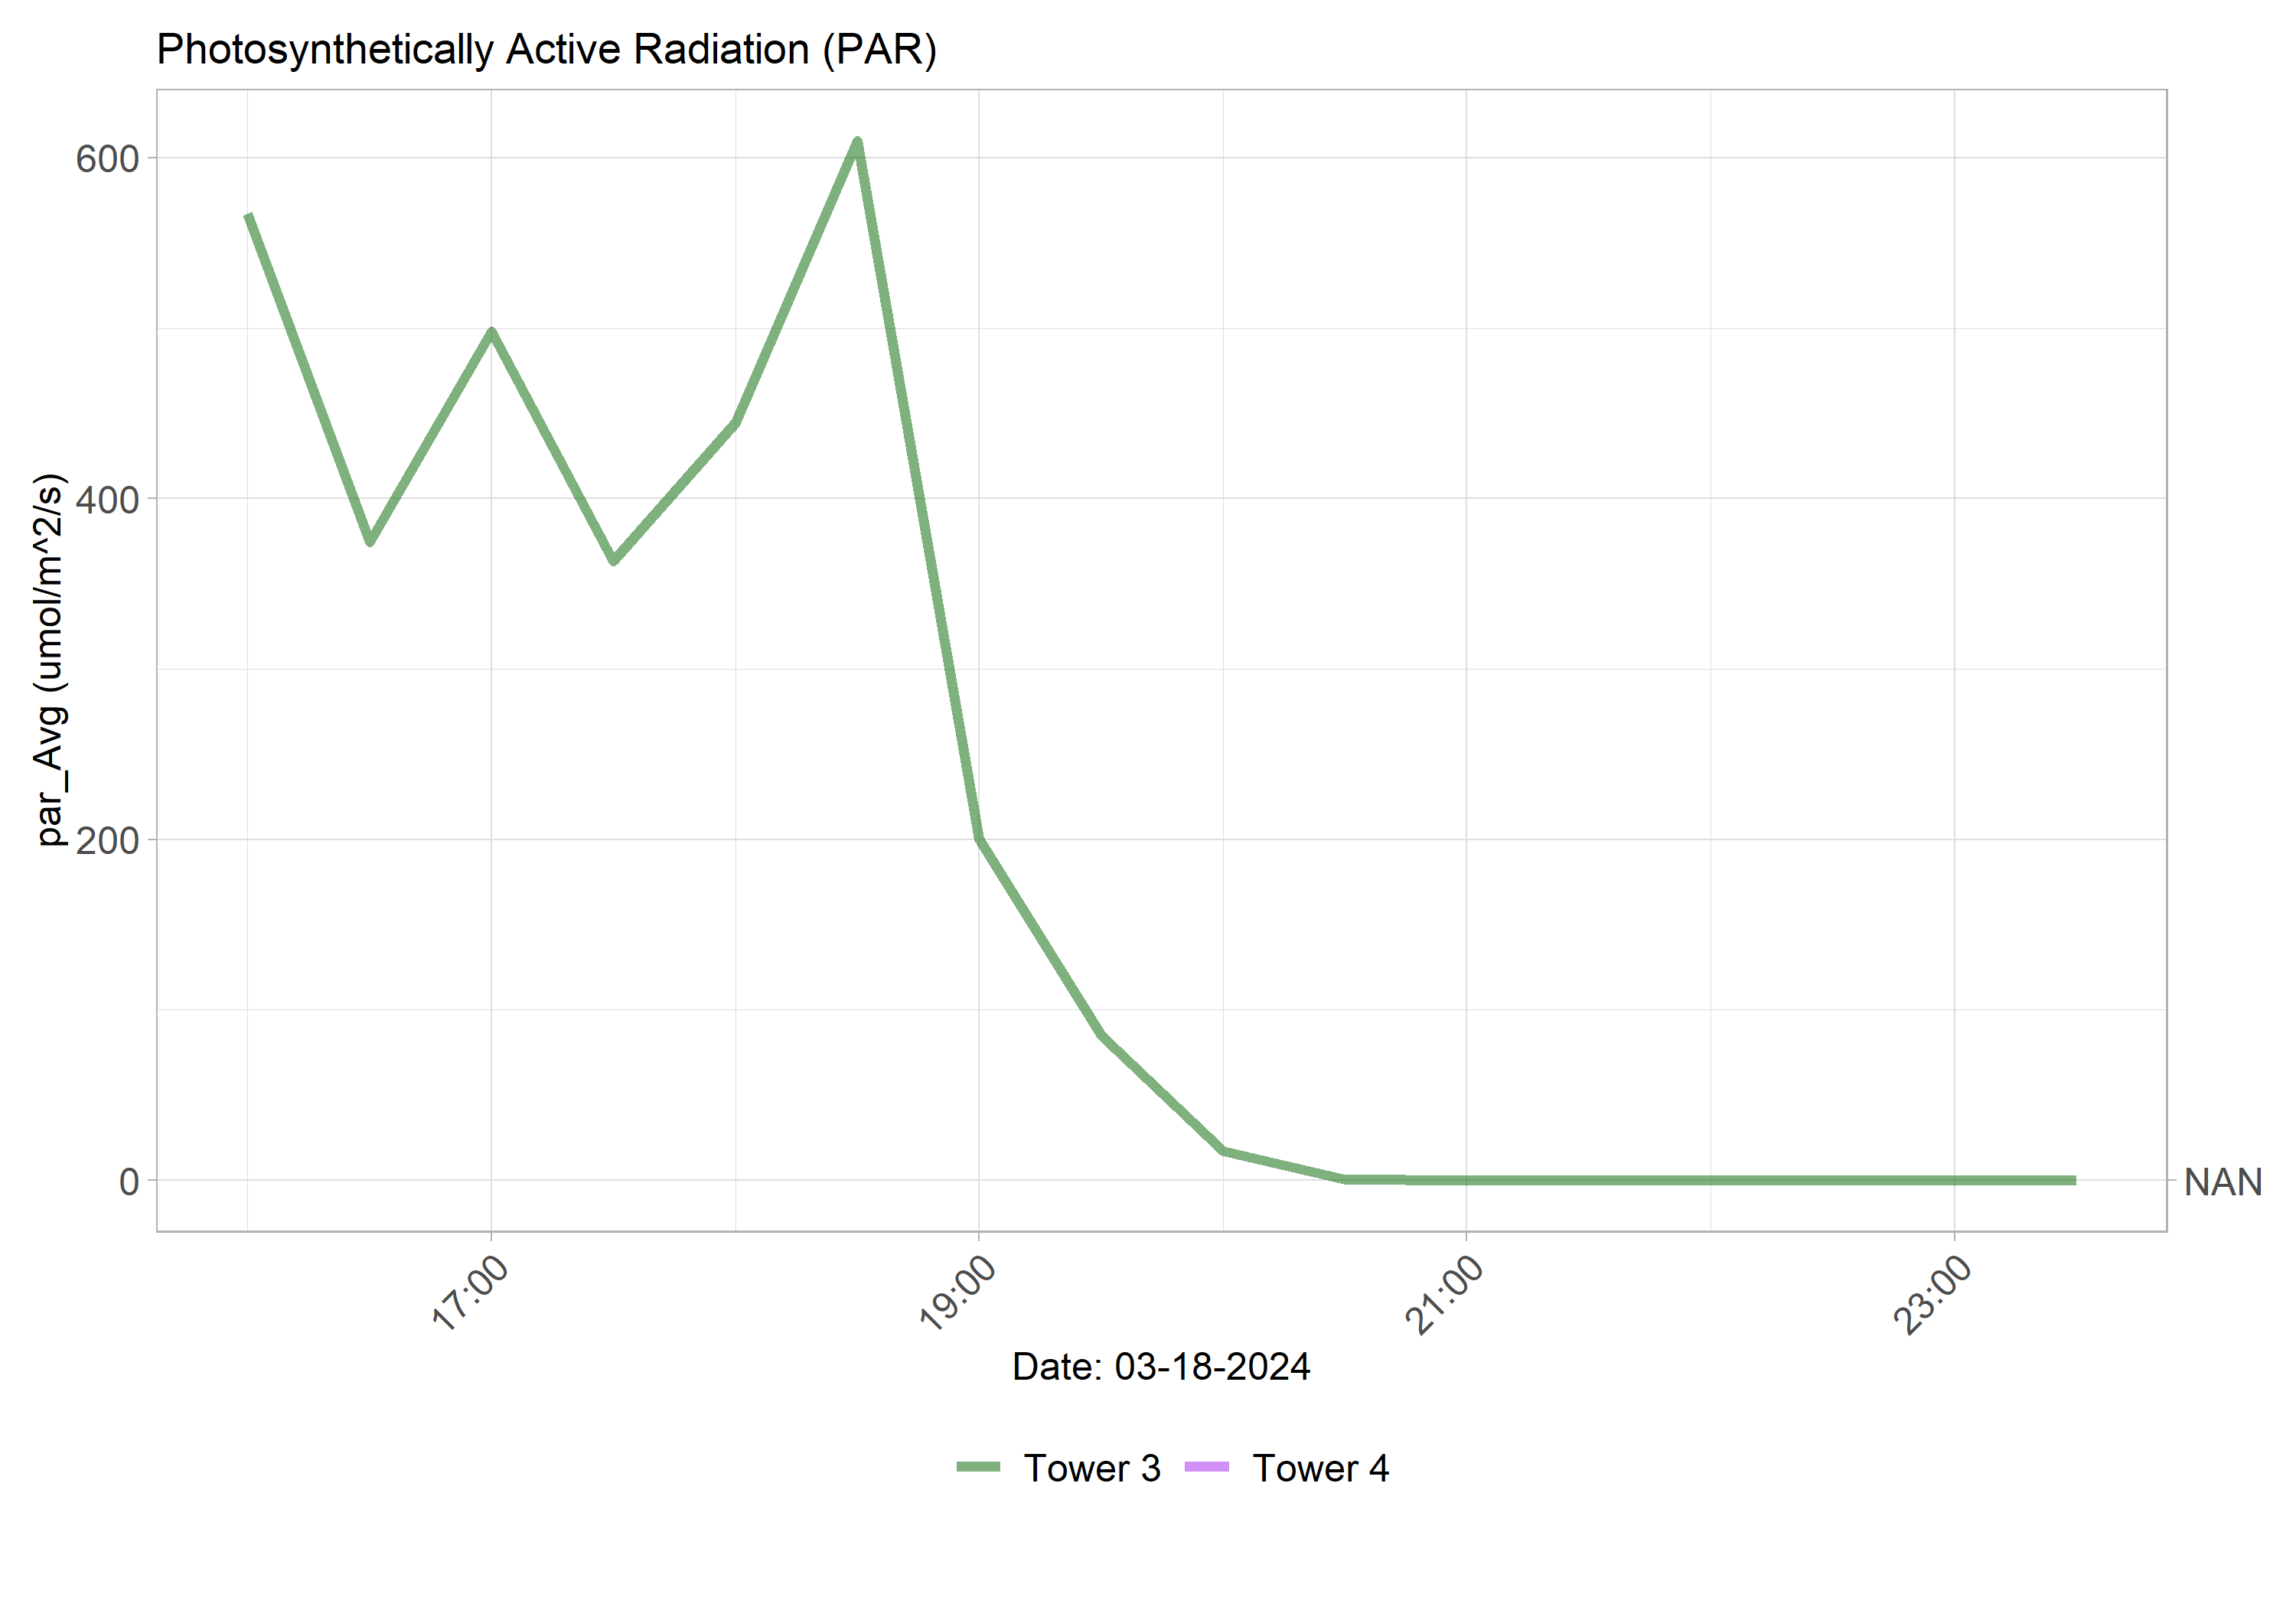 Photosynthetically Active Radiation (PAR)
par_Avg (umol/m^2/s)
600
400
200
0
NAN
17:00
19:00
21:00
23:00
Date: 03-18-2024
Tower 3
Tower 4